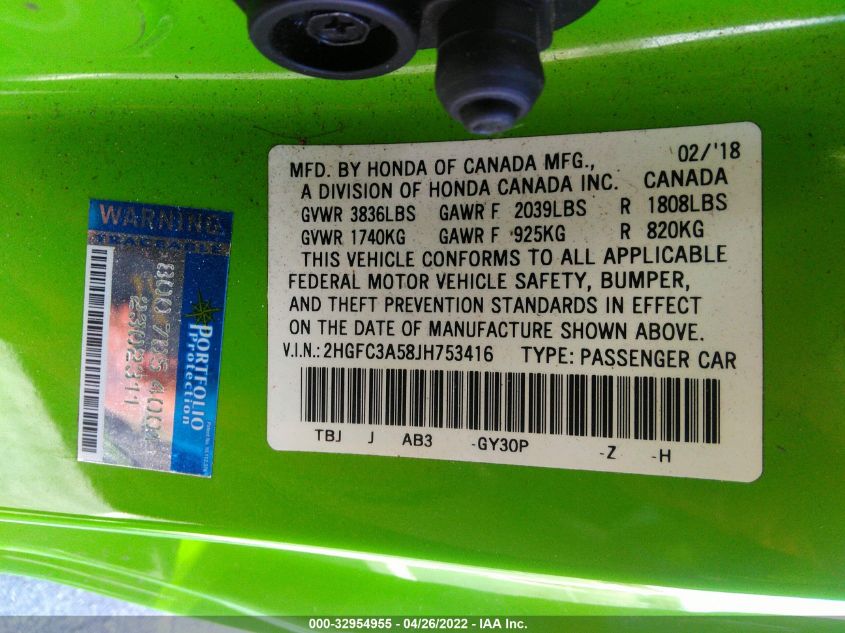 MFD. BY HONDA OF CANADA MFG., 02/'18
A DIVISION OF HONDA CANADA INC. CANADA
GVWR 3836LBS GAWR F 2039LBS R 1808LBS
GVWR 1740KG GAWR F 925KG R 820KG
THIS VEHICLE CONFORMS TO ALL APPLICABLE
FEDERAL MOTOR VEHICLE SAFETY, BUMPER,
AND THEFT PREVENTION STANDARDS IN EFFECT
ON THE DATE OF MANUFACTURE SHOWN ABOVE.
V.I.N.: 2HGFC3A58JH753416 TYPE: PASSENGER CAR
TBJ J AB3 -GY30P -Z -H
WARNING
TRACEABLE
PORTFOLIO
Protection
2302311
000-32954955 - 04/26/2022 - IAA Inc.